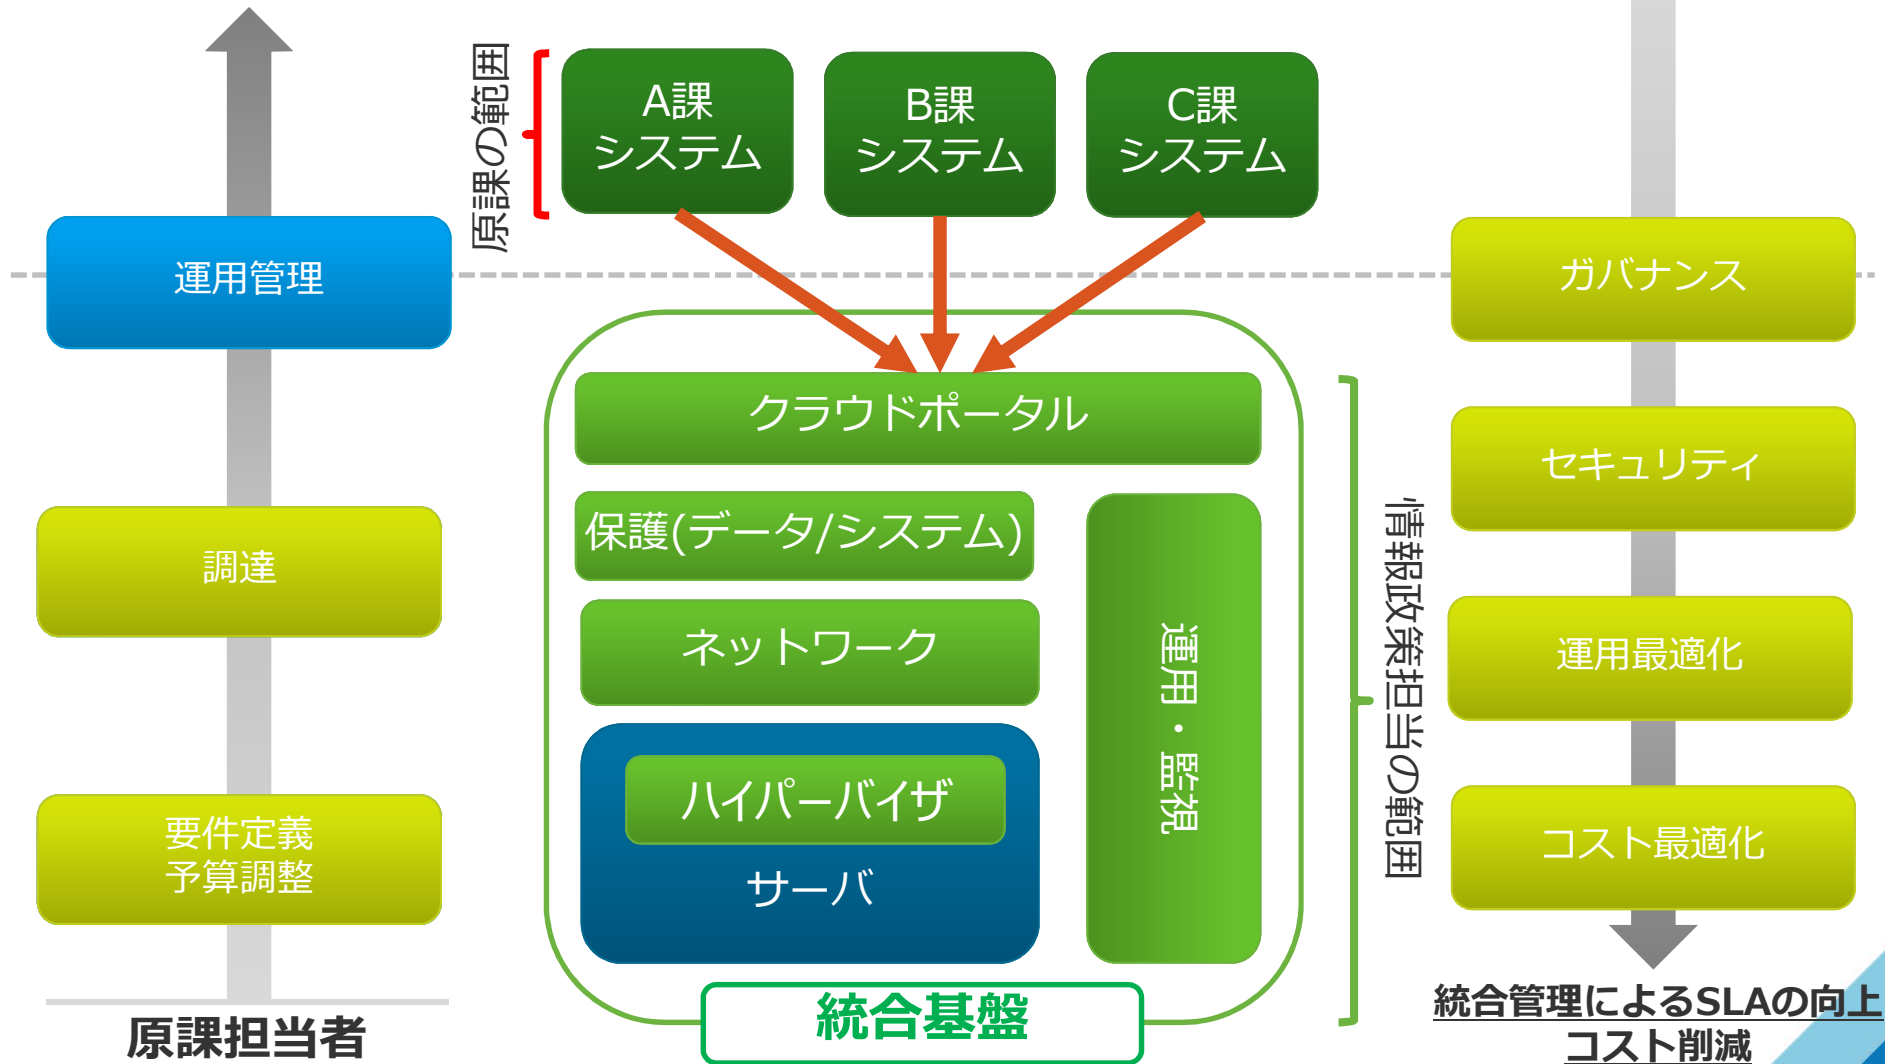 原課の範囲
A課
システム
B課
システム
C課
システム
運用管理
調達
要件定義
予算調整
原課担当者
クラウドポータル
保護(データ/システム)
ネットワーク
ハイパーバイザ
サーバ
運用・監視
統合基盤
情報政策担当の範囲
ガバナンス
セキュリティ
運用最適化
コスト最適化
統合管理によるSLAの向上
コスト削減